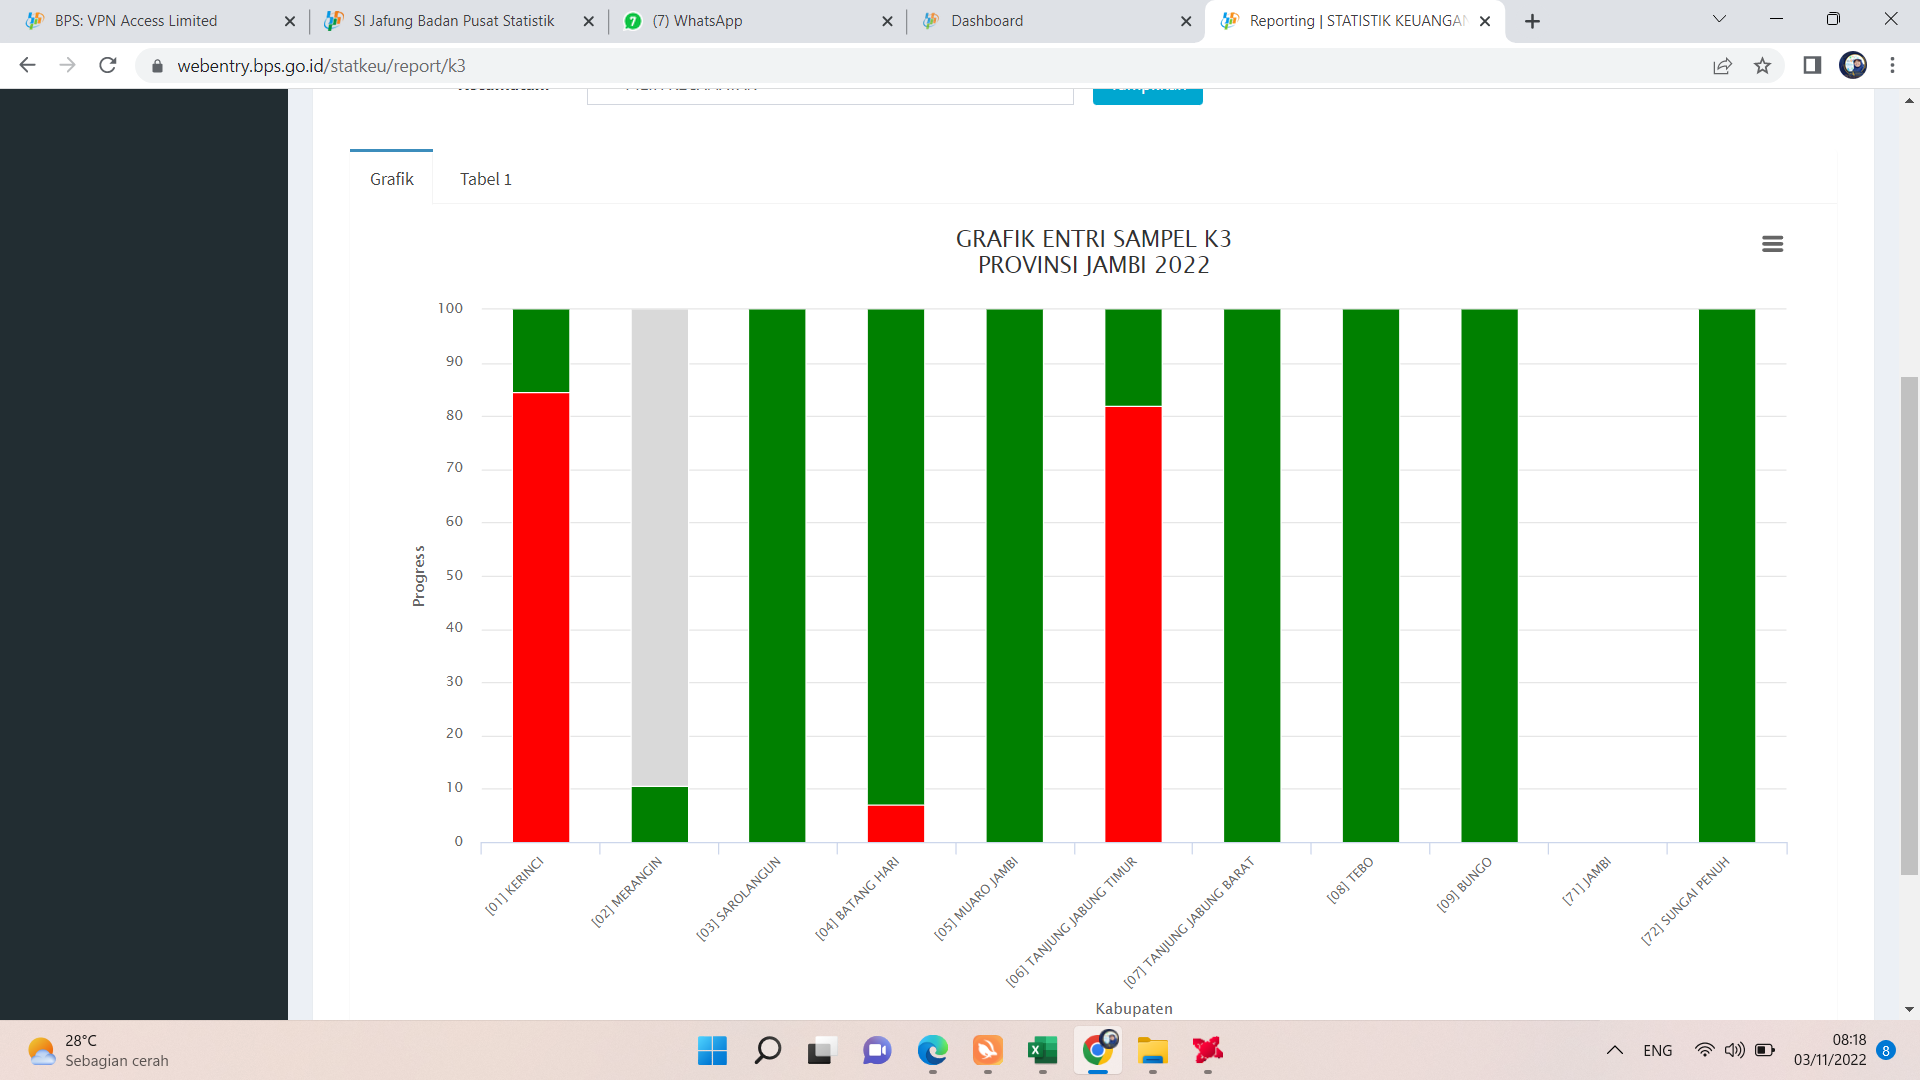 BPS: VPN Access Limited
SI Jafung Badan Pusat Statistik
7
(7) WhatsApp
Dashboard
Reporting | STATISTIK KEUANGAN
webentry.bps.go.id/statkeu/report/k3
Grafik
Tabel 1
GRAFIK ENTRI SAMPEL K3
PROVINSI JAMBI 2022
Progress
100
90
80
70
60
50
40
30
20
10
0
[01] KERINCI
[02] MERANGIN
[03] SAROLANGUN
[04] BATANG HARI
[05] MUARO JAMBI
[06] TANJUNG JABUNG TIMUR
[07] TANJUNG JABUNG BARAT
[08] TEBO
[09] BUNGO
[71] JAMBI
[72] SUNGAI PENUH
Kabupaten
28°C
Sebagian cerah
ENG
08:18
03/11/2022
8